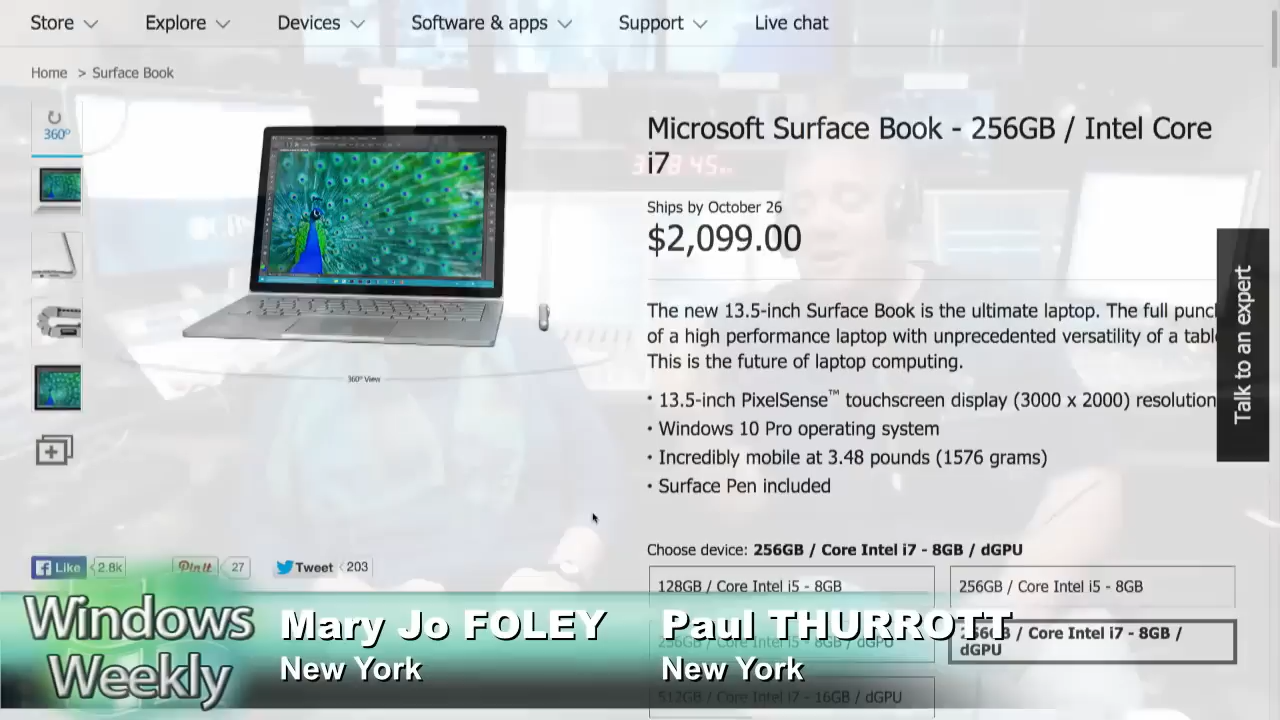 Store Explore Devices Software & apps Support Live chat
Home > Surface Book
360°
Microsoft Surface Book - 256GB / Intel Core
i7
Ships by October 26
$2,099.00
The new 13.5-inch Surface Book is the ultimate laptop. The full punch
of a high performance laptop with unprecedented versatility of a table
This is the future of laptop computing.
• 13.5-inch PixelSense™ touchscreen display (3000 x 2000) resolution
• Windows 10 Pro operating system
• Incredibly mobile at 3.48 pounds (1576 grams)
• Surface Pen included
Talk to an expert
360° View
Choose device: 256GB / Core Intel i7 - 8GB / dGPU
Like 2.8k Pin It 27 Tweet 203
128GB / Core Intel i5 - 8GB
256GB / Core Intel i5 - 8GB
256GB / Core Intel i5 - 8GB / dGPU
256GB / Core Intel i7 - 8GB /
dGPU
512GB / Core Intel i7 - 16GB / dGPU
Windows
Weekly
Mary Jo FOLEY
New York
Paul THURROTT
New York